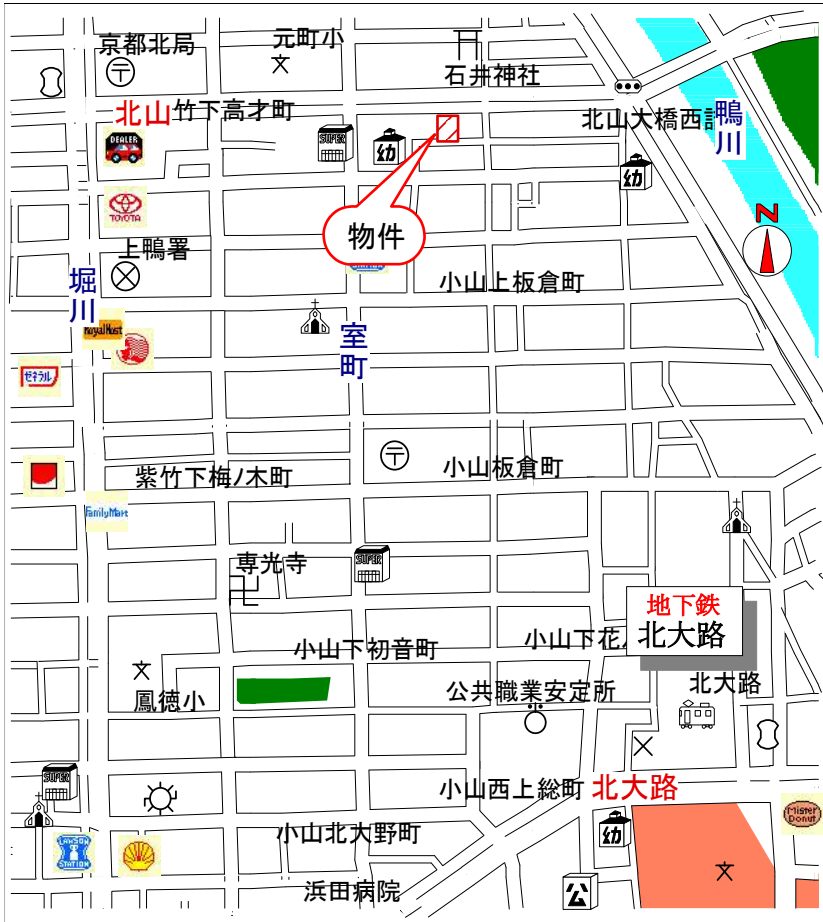 京都北局
元町小
石井神社
北山
竹下高才町
DEALER
SUPER
幼
北山大橋西詰
鴨川
幼
TOYOTA
物件
N
上鴨署
STATION
小山上板倉町
堀川
RoyalHost
室町
ゼネラル
小山板倉町
紫竹下梅ノ木町
FamilyMart
専光寺
SUPER
地下鉄
北大路
小山下初音町
小山下花
鳳徳小
公共職業安定所
北大路
SUPER
小山西上総町
北大路
小山北大野町
幼
Mister
Donut
LAWSON
STATION
浜田病院
公